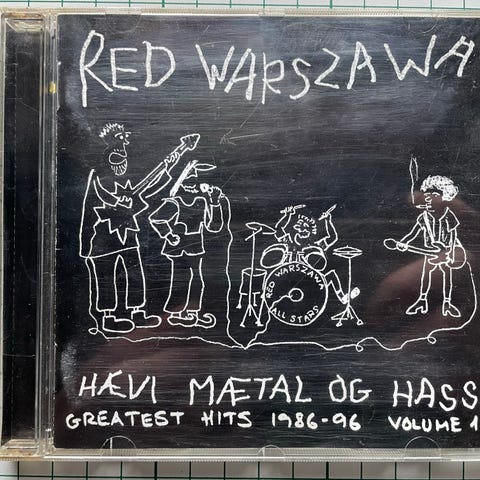 RED WARSZAWA
RED WARSZAWA
ALL STARS
HÆVI MÆTAL OG HASS
GREATEST HITS 1986-96 VOLUME 1